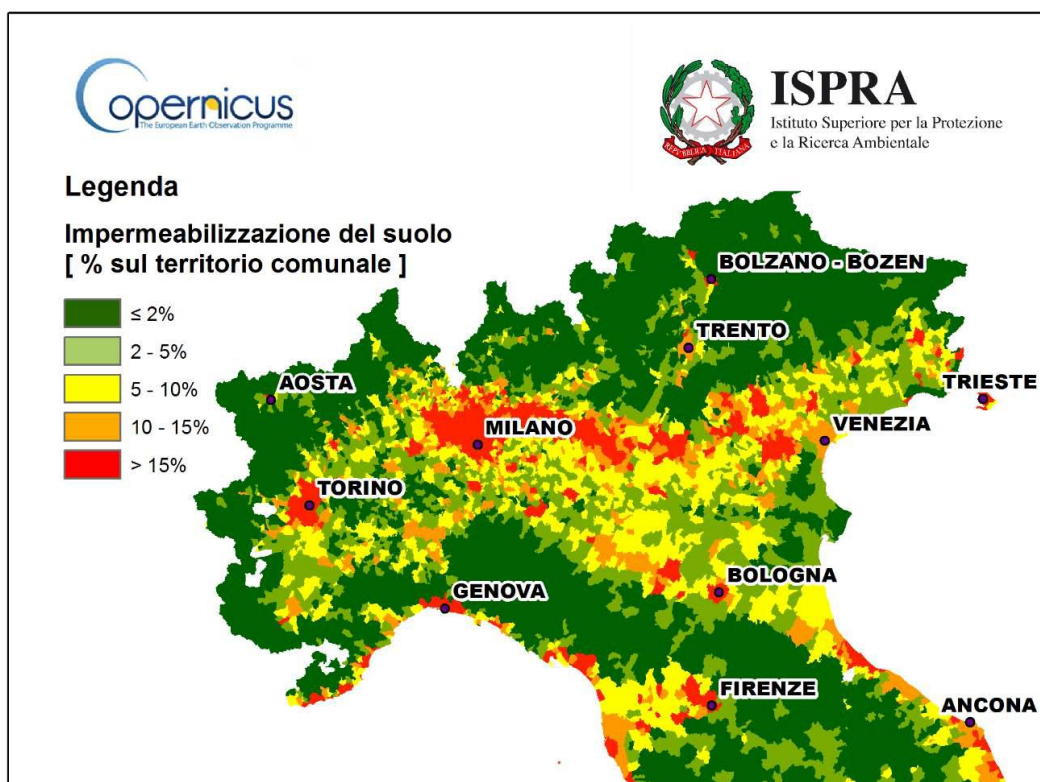 Copernicus
The European Earth Observation Programme
ISPRA
Istituto Superiore per la Protezione
e la Ricerca Ambientale
REPVBBLICA ITALIANA
Legenda
Impermeabilizzazione del suolo
[ % sul territorio comunale ]
≤ 2%
2 - 5%
5 - 10%
10 - 15%
> 15%
BOLZANO - BOZEN
TRENTO
AOSTA
TRIESTE
MILANO
VENEZIA
TORINO
BOLOGNA
GENOVA
FIRENZE
ANCONA